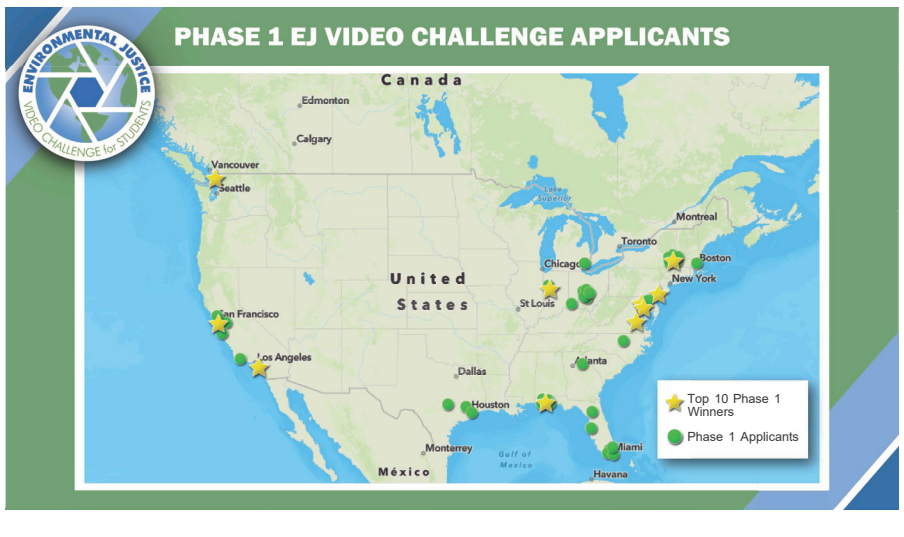 PHASE 1 EJ VIDEO CHALLENGE APPLICANTS
ENVIRONMENTAL JUSTICE
VIDEO CHALLENGE for STUDENTS
Canada
Edmonton
Calgary
Vancouver
Seattle
Lake
Superior
Montreal
Toronto
Chicago
Boston
New York
United
States
St Louis
San Francisco
Los Angeles
Atlanta
Dallas
Houston
Top 10 Phase 1
Winners
Phase 1 Applicants
Monterrey
Gulf of
Mexico
Miami
México
Havana